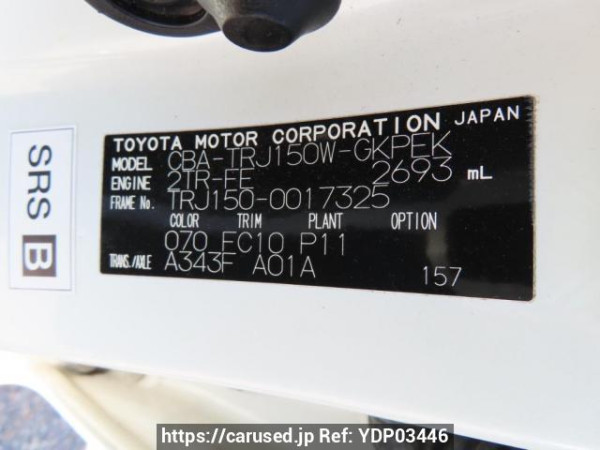 TOYOTA MOTOR CORPORATION JAPAN
MODEL CBA-TRJ150W-GKPEK
ENGINE 2TR-FE 2693 mL
FRAME No. TRJ150-0017325
COLOR TRIM PLANT OPTION
070 FC10 P11
TRANS./AXLE A343F A01A
157
SRS B
https://carused.jp Ref: YDP03446